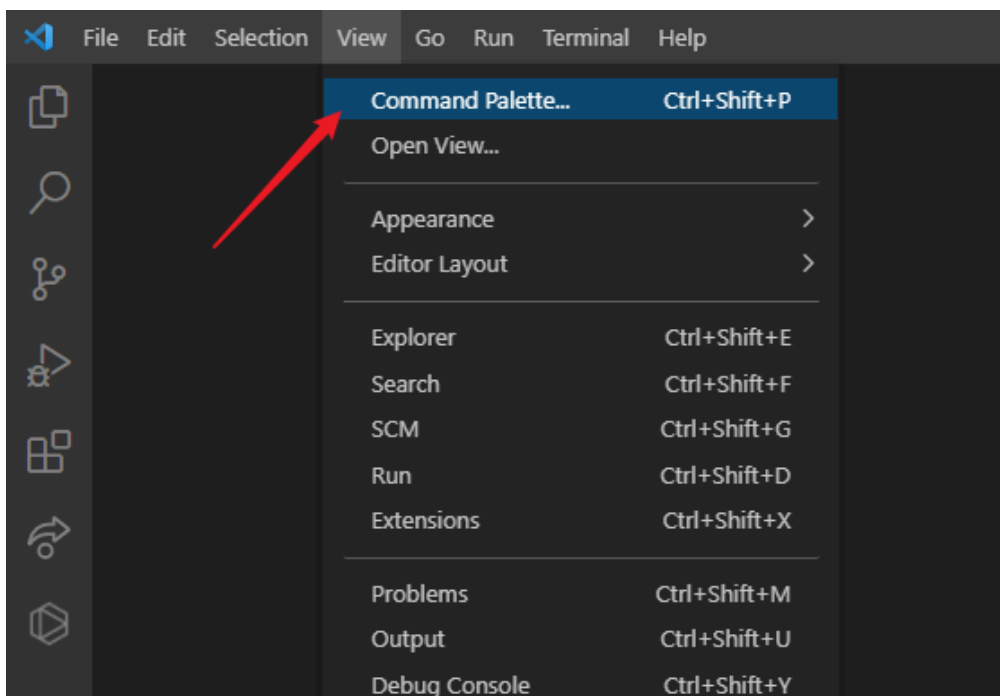 File Edit Selection View Go Run Terminal Help
Command Palette... Ctrl+Shift+P
Open View...
Appearance
Editor Layout
Explorer Ctrl+Shift+E
Search Ctrl+Shift+F
SCM Ctrl+Shift+G
Run Ctrl+Shift+D
Extensions Ctrl+Shift+X
Problems Ctrl+Shift+M
Output Ctrl+Shift+U
Debug Console Ctrl+Shift+Y